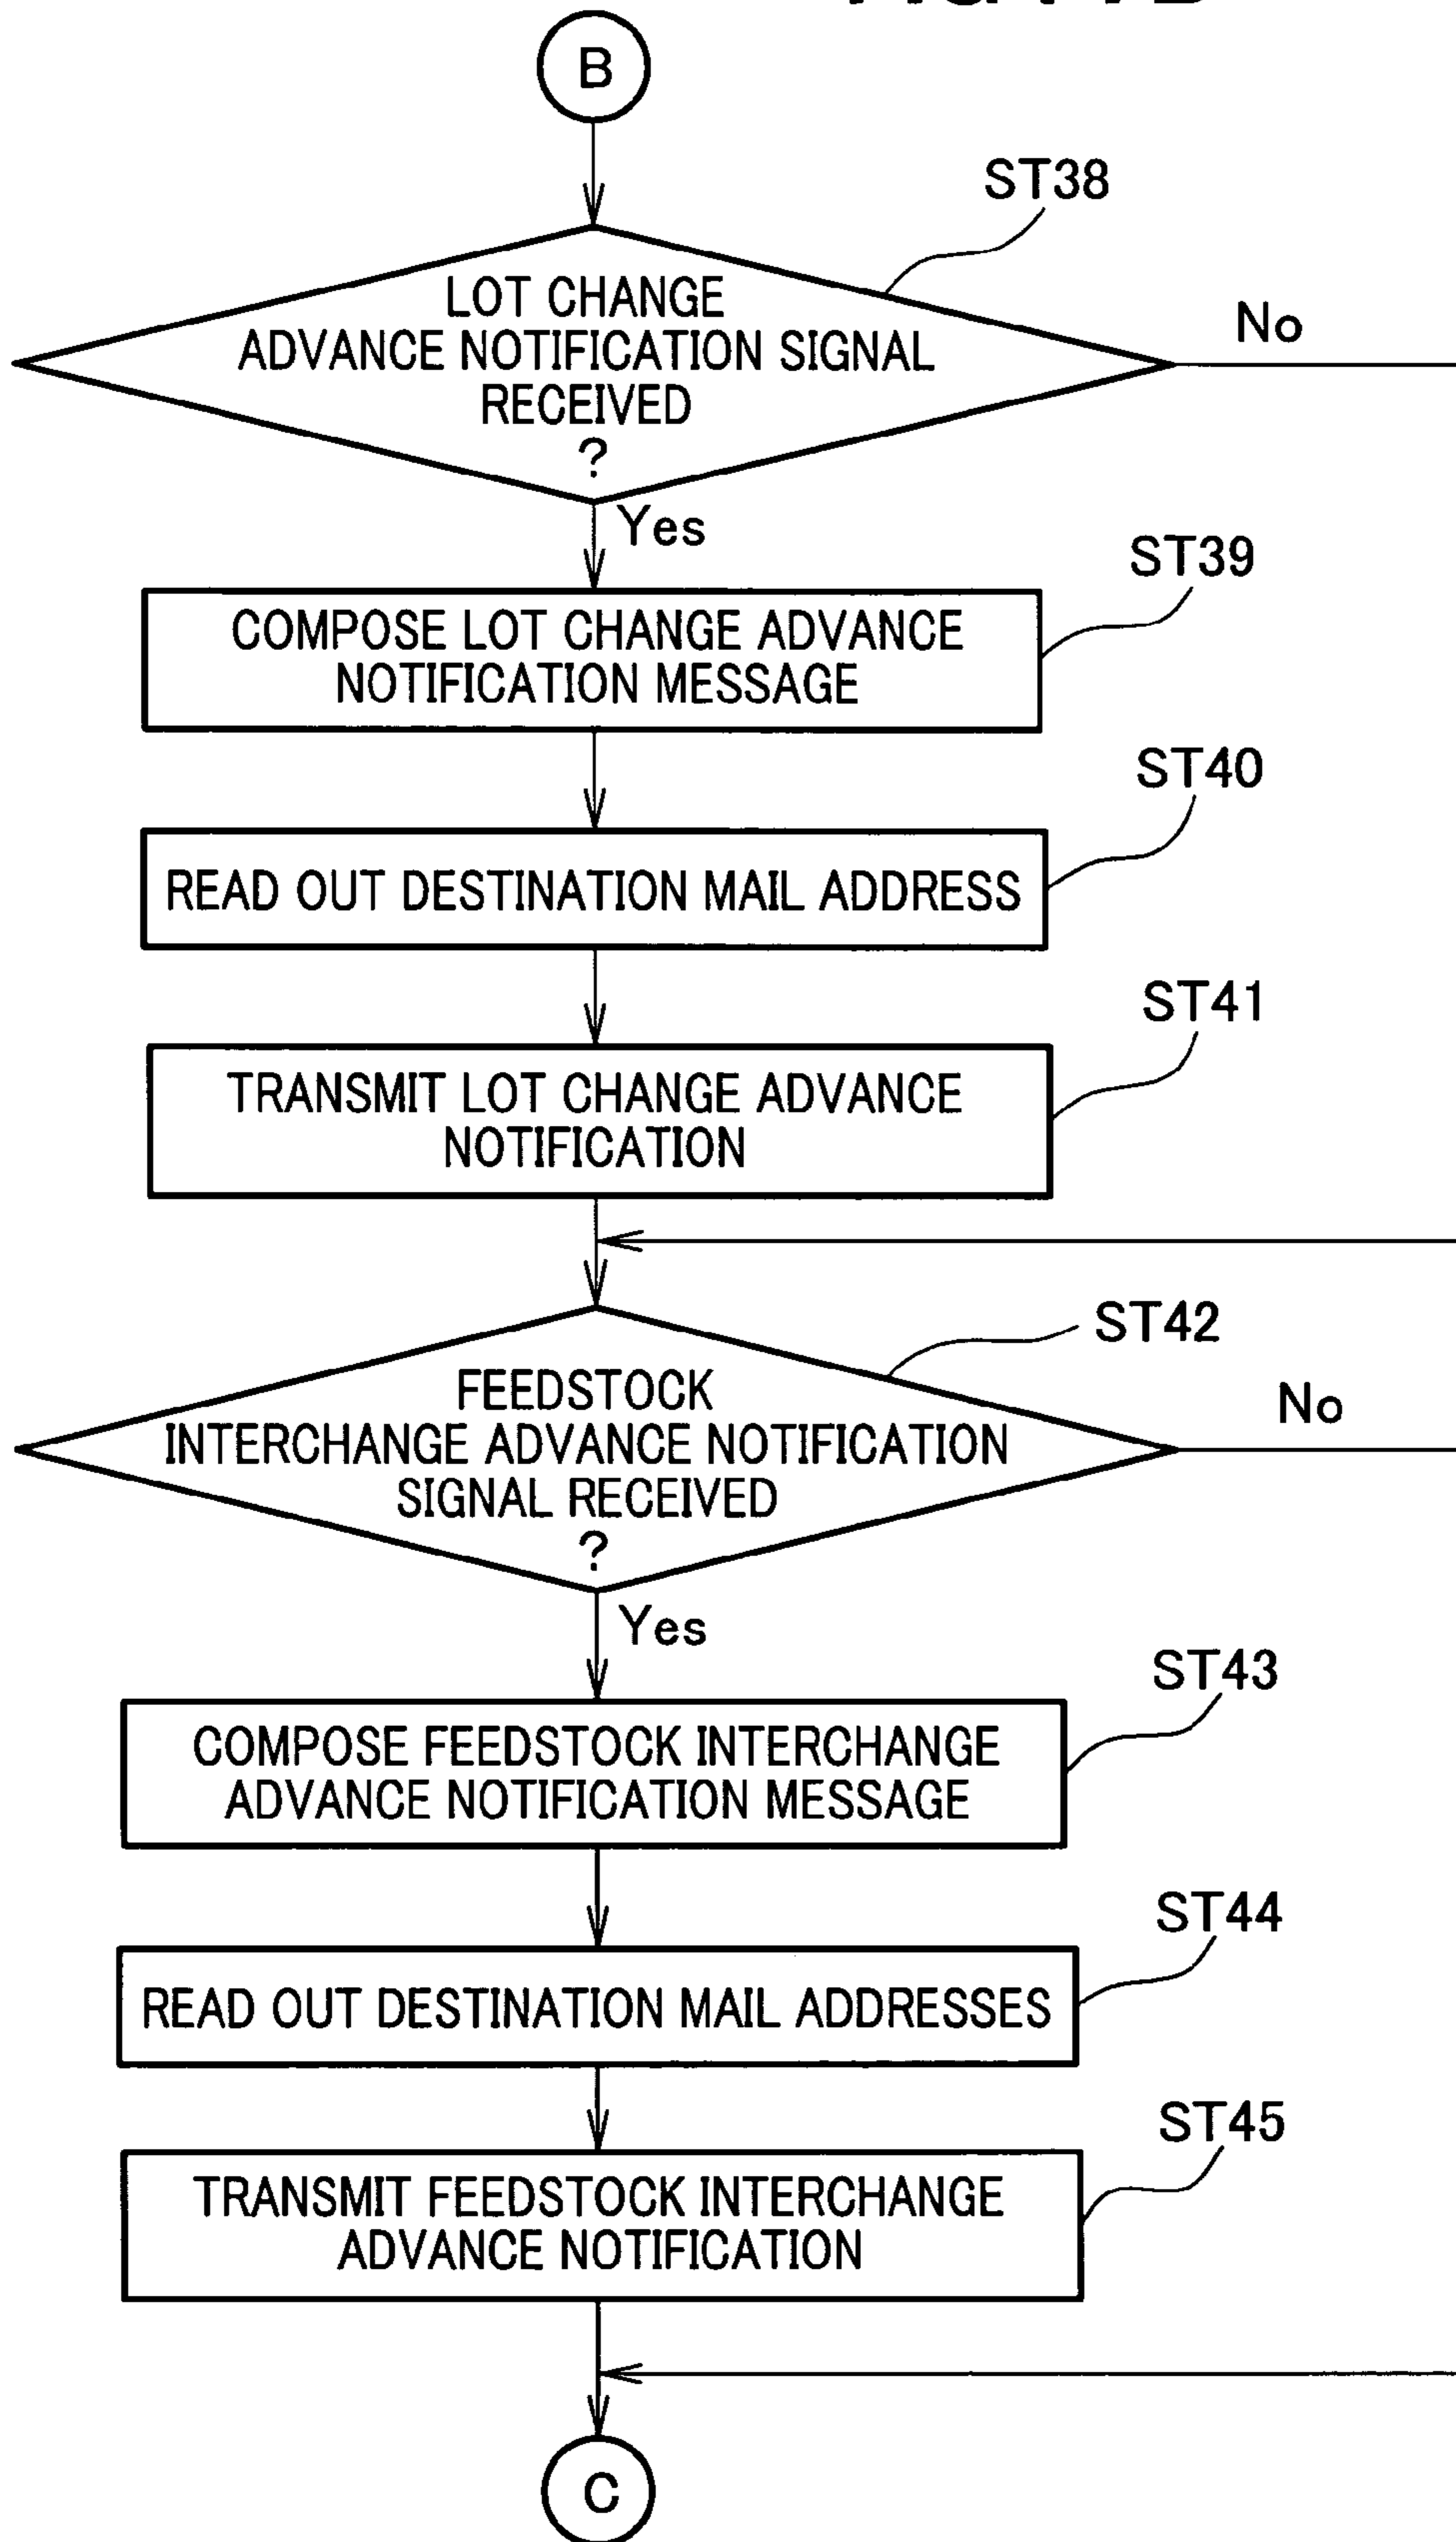 B
ST38
LOT CHANGE
ADVANCE NOTIFICATION SIGNAL
RECEIVED
?
No
Yes
ST39
COMPOSE LOT CHANGE ADVANCE
NOTIFICATION MESSAGE
ST40
READ OUT DESTINATION MAIL ADDRESS
ST41
TRANSMIT LOT CHANGE ADVANCE
NOTIFICATION
ST42
FEEDSTOCK
INTERCHANGE ADVANCE NOTIFICATION
SIGNAL RECEIVED
?
No
Yes
ST43
COMPOSE FEEDSTOCK INTERCHANGE
ADVANCE NOTIFICATION MESSAGE
ST44
READ OUT DESTINATION MAIL ADDRESSES
ST45
TRANSMIT FEEDSTOCK INTERCHANGE
ADVANCE NOTIFICATION
C